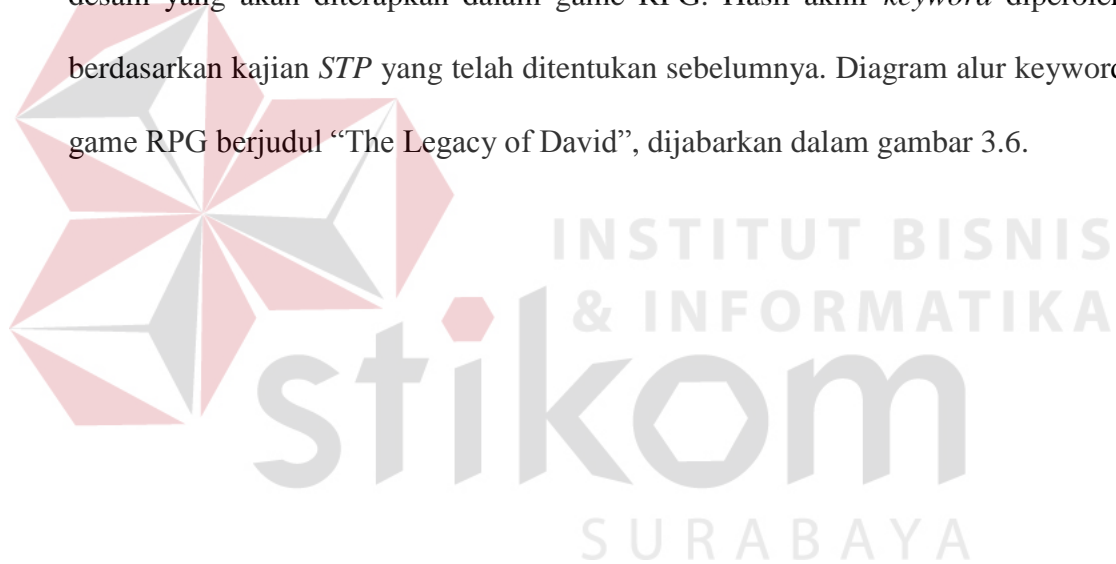 desain yang akan diterapkan dalam game RPG. Hasil akhir keyword diperoleh
berdasarkan kajian STP yang telah ditentukan sebelumnya. Diagram alur keyword
game RPG berjudul “The Legacy of David”, dijabarkan dalam gambar 3.6.
INSTITUT BISNIS
& INFORMATIKA
stikom
SURABAYA